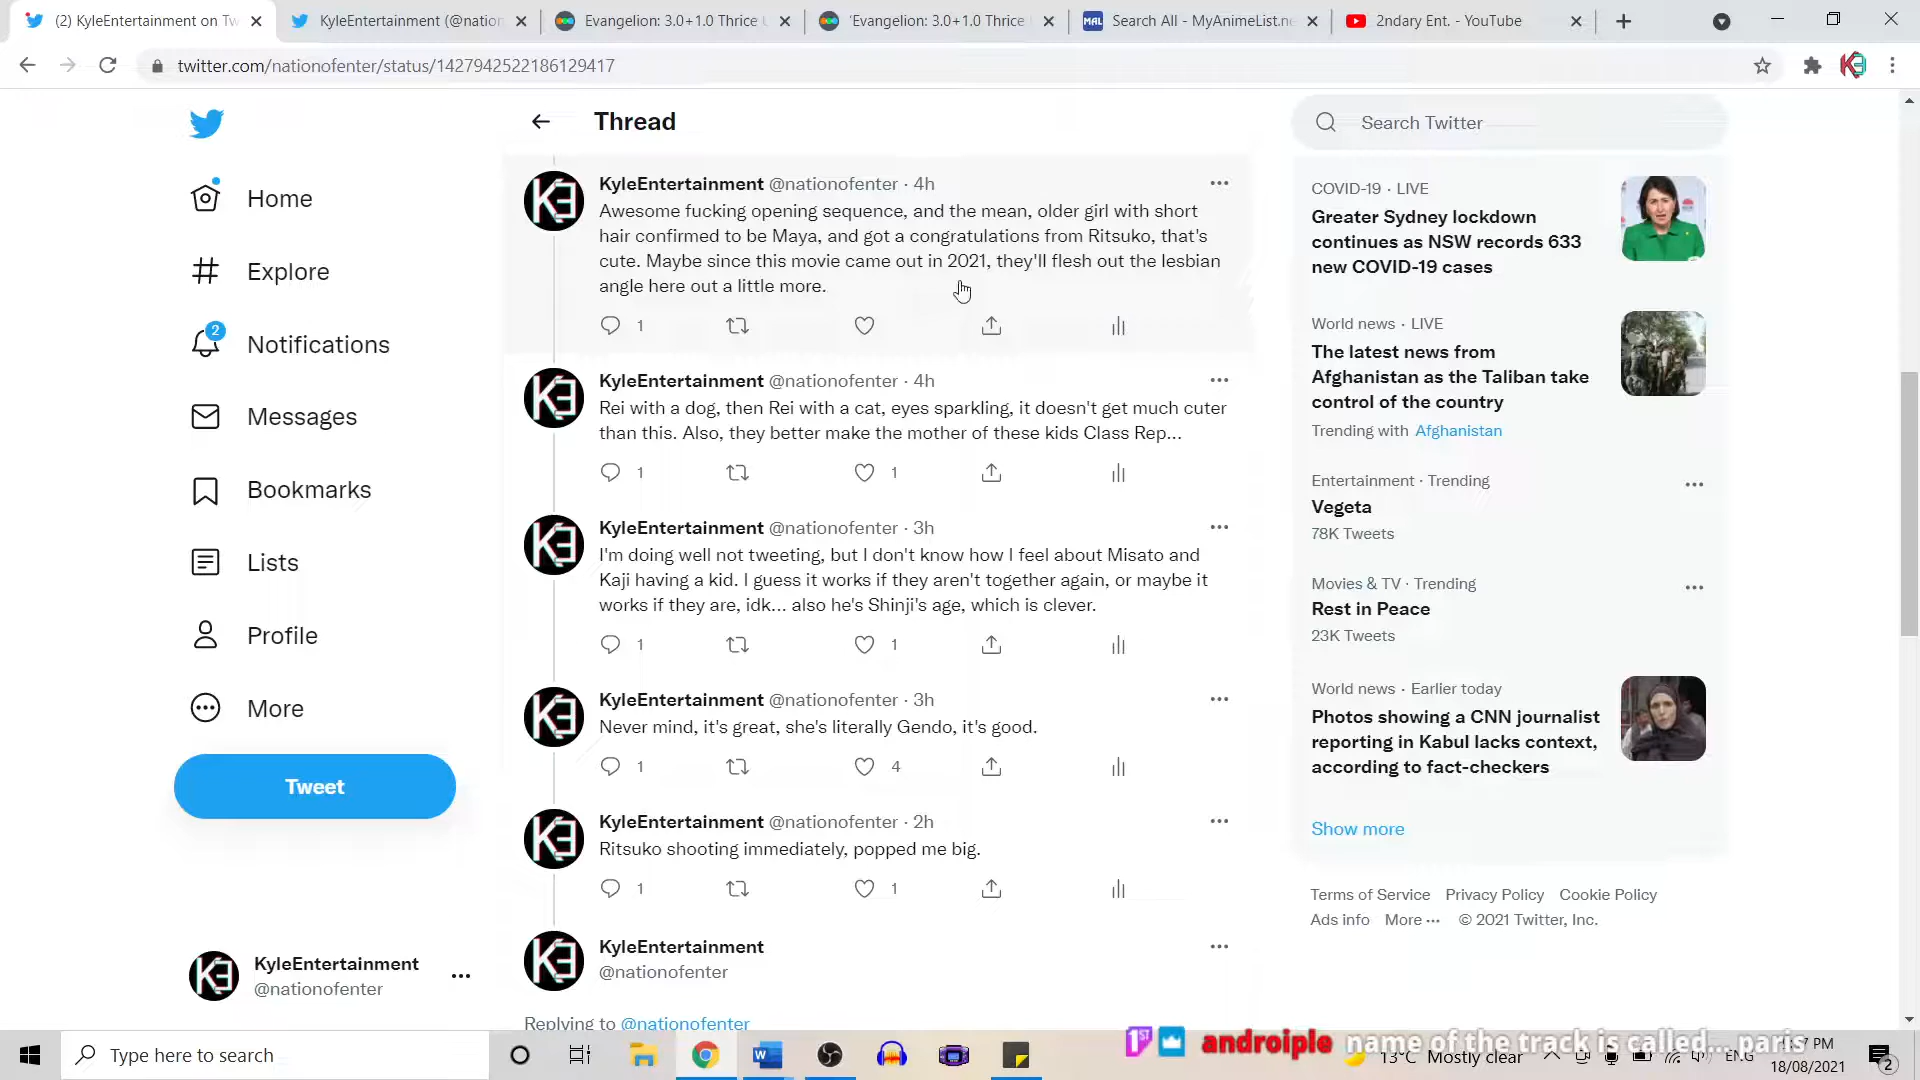 (2) KyleEntertainment on Tw
KyleEntertainment (@nation
Evangelion: 3.0+1.0 Thrice
'Evangelion: 3.0+1.0 Thrice
MAL
Search All - MyAnimeList.ne
2ndary Ent. - YouTube
twitter.com/nationofenter/status/1427942522186129417
Home
Explore
2
Notifications
Messages
Bookmarks
Lists
Profile
More
Tweet
KyleEntertainment
@nationofenter
Thread
KyleEntertainment @nationofenter · 4h
Awesome fucking opening sequence, and the mean, older girl with short
hair confirmed to be Maya, and got a congratulations from Ritsuko, that's
cute. Maybe since this movie came out in 2021, they'll flesh out the lesbian
angle here out a little more.
1
KyleEntertainment @nationofenter · 4h
Rei with a dog, then Rei with a cat, eyes sparkling, it doesn't get much cuter
than this. Also, they better make the mother of these kids Class Rep...
1 1
KyleEntertainment @nationofenter · 3h
I'm doing well not tweeting, but I don't know how I feel about Misato and
Kaji having a kid. I guess it works if they aren't together again, or maybe it
works if they are, idk... also he's Shinji's age, which is clever.
1 1
KyleEntertainment @nationofenter · 3h
Never mind, it's great, she's literally Gendo, it's good.
1 4
KyleEntertainment @nationofenter · 2h
Ritsuko shooting immediately, popped me big.
1 1
KyleEntertainment
@nationofenter
Replying to @nationofenter
Search Twitter
COVID-19 · LIVE
Greater Sydney lockdown
continues as NSW records 633
new COVID-19 cases
World news · LIVE
The latest news from
Afghanistan as the Taliban take
control of the country
Trending with Afghanistan
Entertainment · Trending
Vegeta
78K Tweets
Movies & TV · Trending
Rest in Peace
23K Tweets
World news · Earlier today
Photos showing a CNN journalist
reporting in Kabul lacks context,
according to fact-checkers
Show more
Terms of Service Privacy Policy Cookie Policy
Ads info More ··· © 2021 Twitter, Inc.
Type here to search
1ST androiple name of the track is called... paris
13°C Mostly clear
ENG
PM
18/08/2021
2